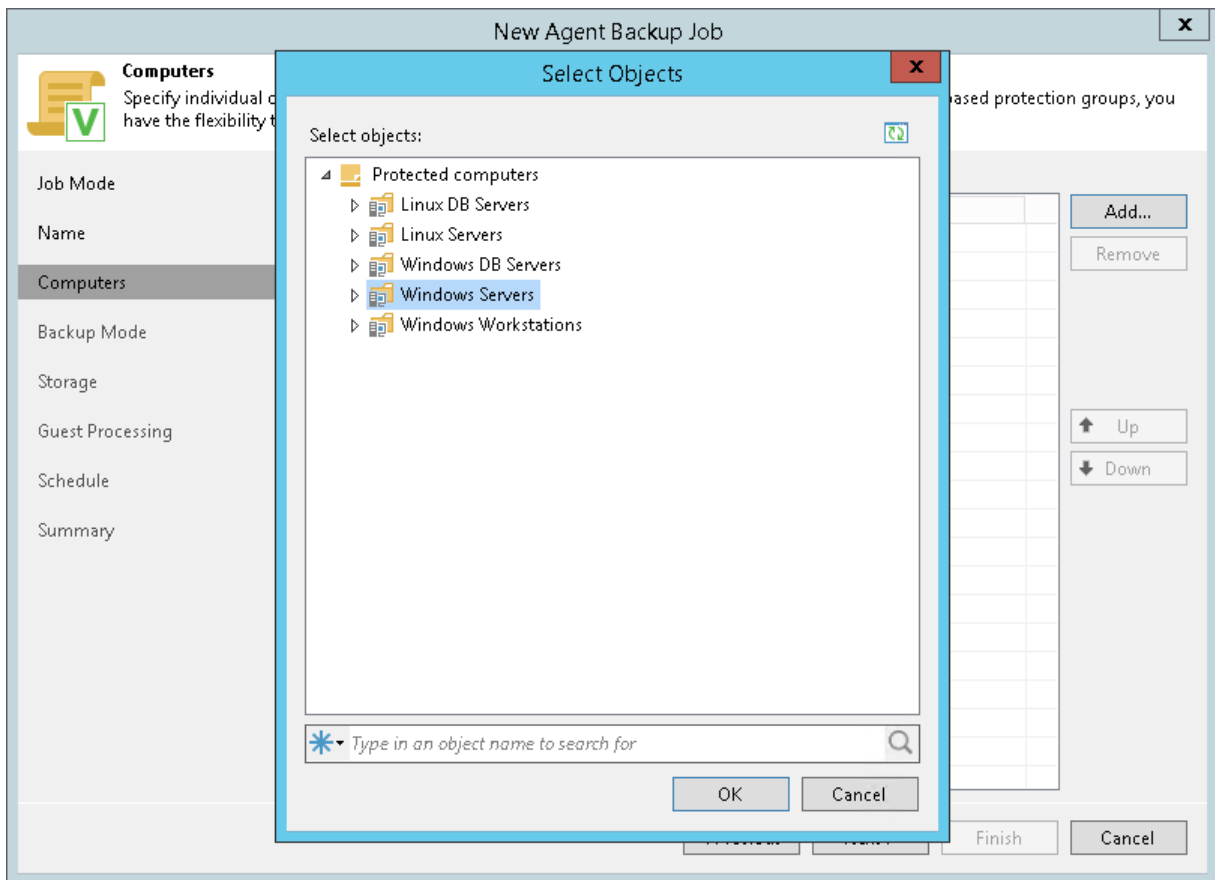 New Agent Backup Job
x
Computers
Specify individual c
ased protection groups, you
have the flexibility t
Select Objects
x
Select objects:
Protected computers
Linux DB Servers
Linux Servers
Windows DB Servers
Windows Servers
Windows Workstations
Type in an object name to search for
OK
Cancel
Job Mode
Name
Computers
Backup Mode
Storage
Guest Processing
Schedule
Summary
Add...
Remove
Up
Down
Finish
Cancel
V